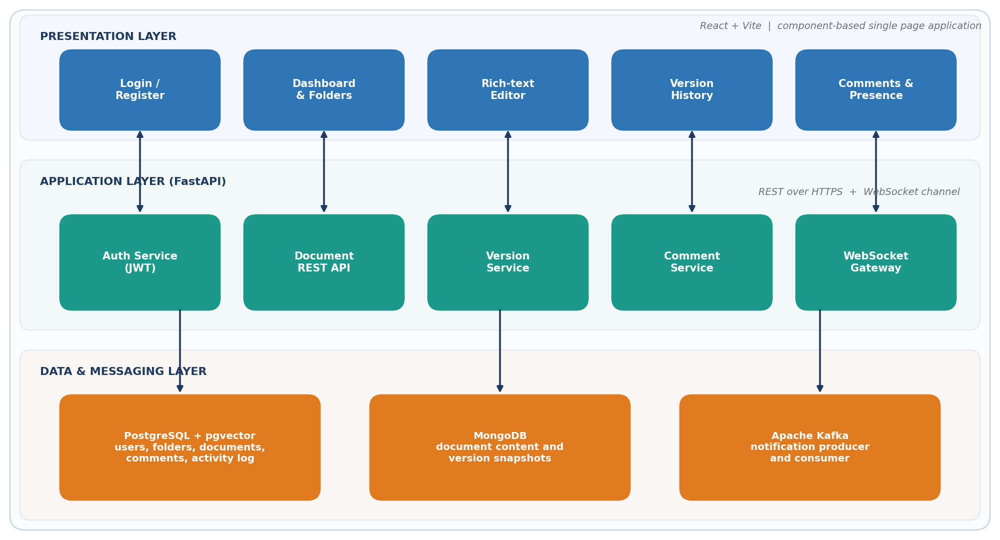 React + Vite | component-based single page application
PRESENTATION LAYER
Login /
Register
Dashboard
& Folders
Rich-text
Editor
Version
History
Comments &
Presence
APPLICATION LAYER (FastAPI)
REST over HTTPS + WebSocket channel
Auth Service
(JWT)
Document
REST API
Version
Service
Comment
Service
WebSocket
Gateway
DATA & MESSAGING LAYER
PostgreSQL + pgvector
users, folders, documents,
comments, activity log
MongoDB
document content and
version snapshots
Apache Kafka
notification producer
and consumer